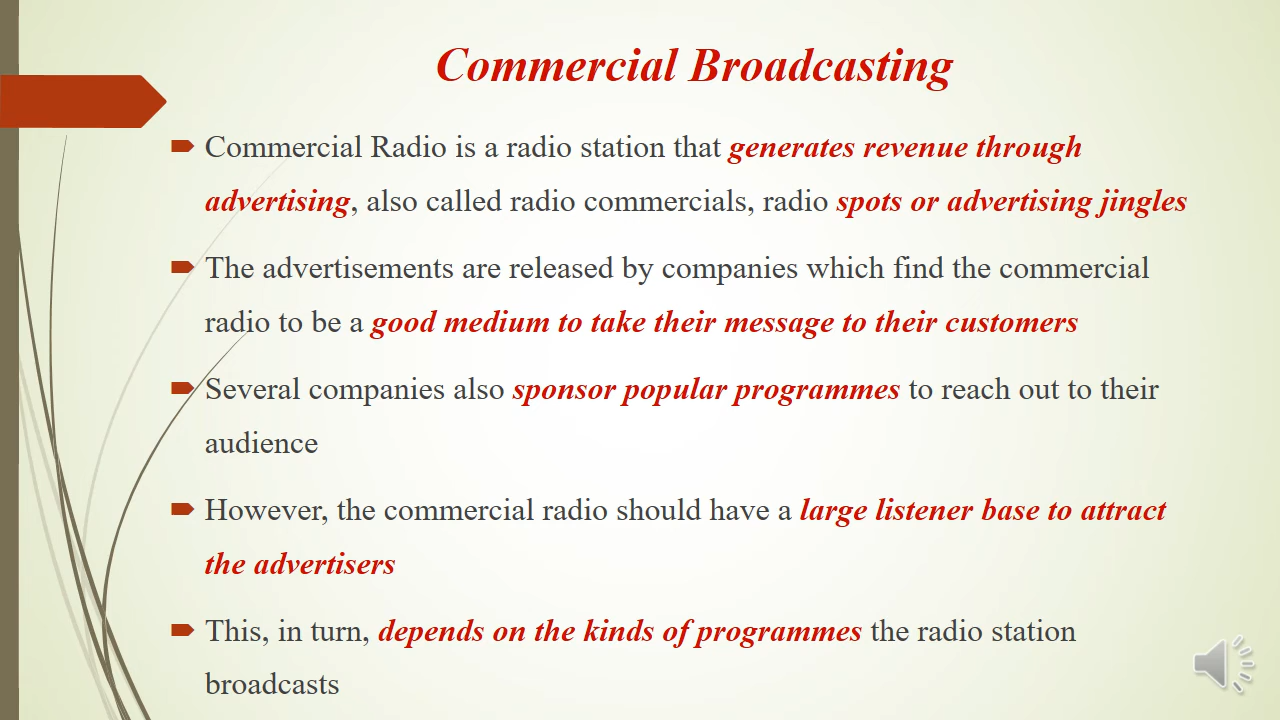 Commercial Broadcasting
Commercial Radio is a radio station that generates revenue through
advertising, also called radio commercials, radio spots or advertising jingles
The advertisements are released by companies which find the commercial
radio to be a good medium to take their message to their customers
Several companies also sponsor popular programmes to reach out to their
audience
However, the commercial radio should have a large listener base to attract
the advertisers
This, in turn, depends on the kinds of programmes the radio station
broadcasts